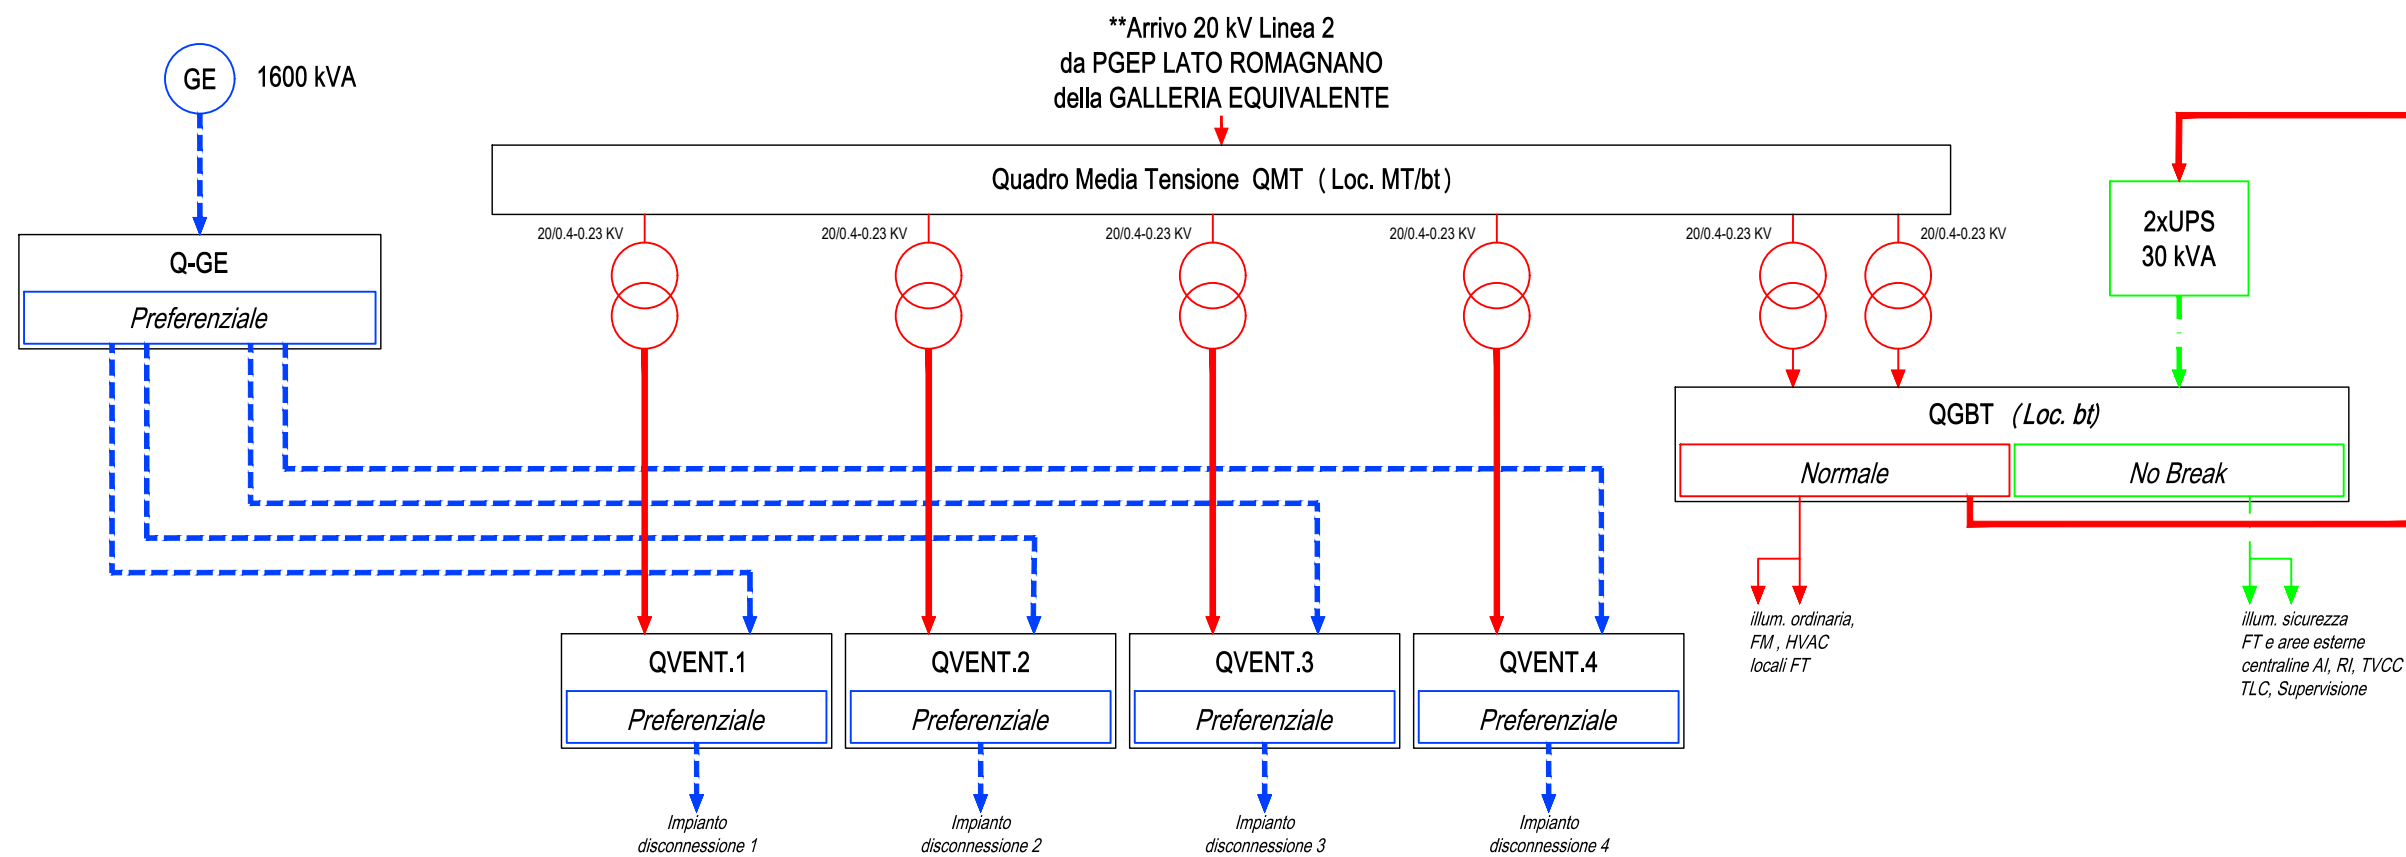 **Arrivo 20 kV Linea 2
da PGEP LATO ROMAGNANO
della GALLERIA EQUIVALENTE
GE
1600 kVA
Quadro Media Tensione QMT ( Loc. MT/bt)
20/0.4-0.23 KV
20/0.4-0.23 KV
20/0.4-0.23 KV
20/0.4-0.23 KV
20/0.4-0.23 KV
20/0.4-0.23 KV
2xUPS
30 kVA
Q-GE
Preferenziale
QGBT (Loc. bt)
Normale
No Break
illum. ordinaria,
FM , HVAC
locali FT
illum. sicurezza
FT e aree esterne
centraline AI, RI, TVCC
TLC, Supervisione
QVENT.1
Preferenziale
QVENT.2
Preferenziale
QVENT.3
Preferenziale
QVENT.4
Preferenziale
Impianto
disconnessione 1
Impianto
disconnessione 2
Impianto
disconnessione 3
Impianto
disconnessione 4